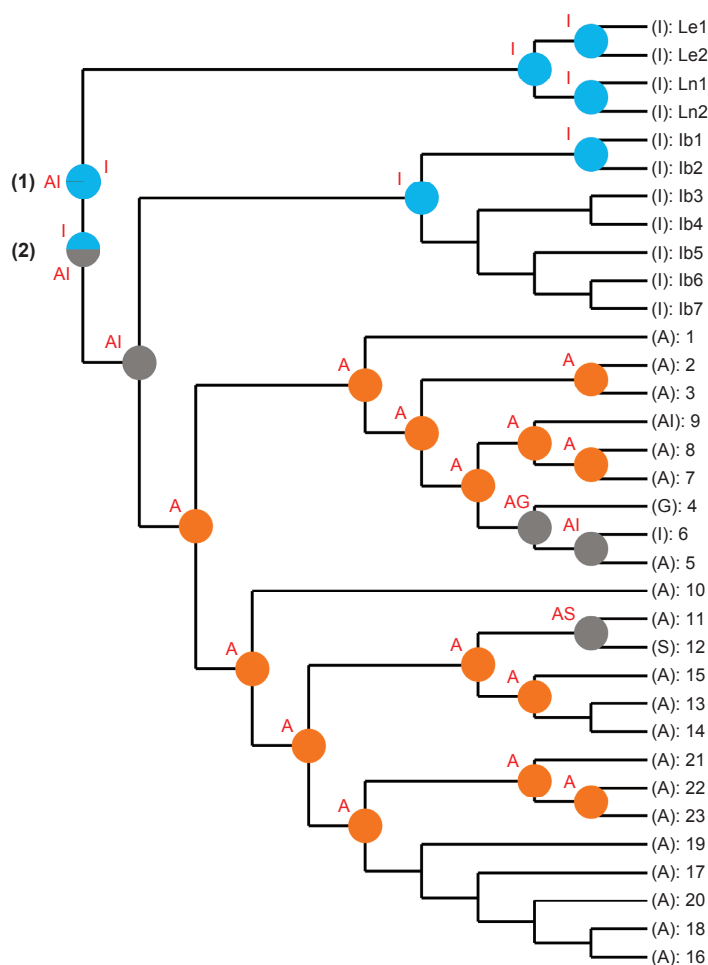 I
(I): Le1
I
(I): Le2
I
(I): Ln1
(I): Ln2
I
(I): Ib1
(I): Ib2
(1)
AI
I
I
(I): Ib3
(I): Ib4
(2)
I
AI
(I): Ib5
(I): Ib6
(I): Ib7
AI
(A): 1
A
A
(A): 2
(A): 3
A
A
(AI): 9
A
(A): 8
A
(A): 7
A
AG
(G): 4
AI
(I): 6
(A): 5
(A): 10
AS
(A): 11
A
(S): 12
A
A
(A): 15
(A): 13
A
(A): 14
A
(A): 21
A
(A): 22
A
(A): 23
(A): 19
(A): 17
(A): 20
(A): 18
(A): 16